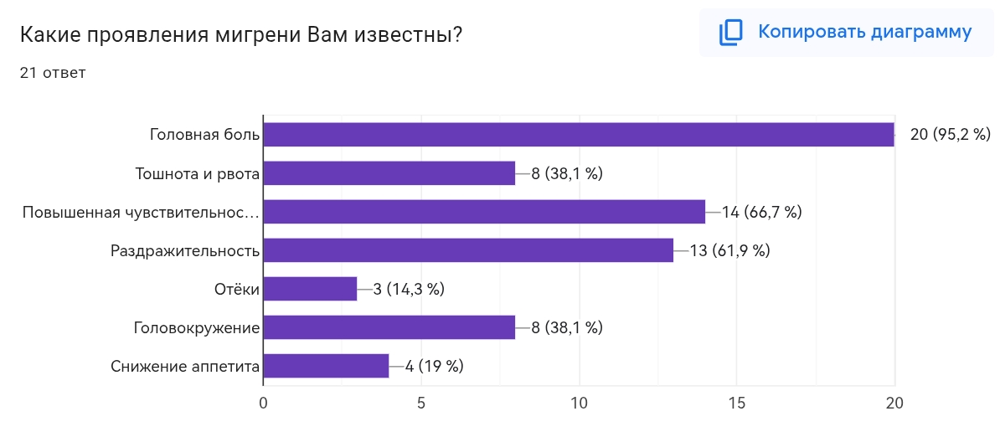 Какие проявления мигрени Вам известны?
Копировать диаграмму
21 ответ
Головная боль 20 (95,2 %)
Тошнота и рвота 8 (38,1 %)
Повышенная чувствительнос… 14 (66,7 %)
Раздражительность 13 (61,9 %)
Отёки 3 (14,3 %)
Головокружение 8 (38,1 %)
Снижение аппетита 4 (19 %)
0 5 10 15 20